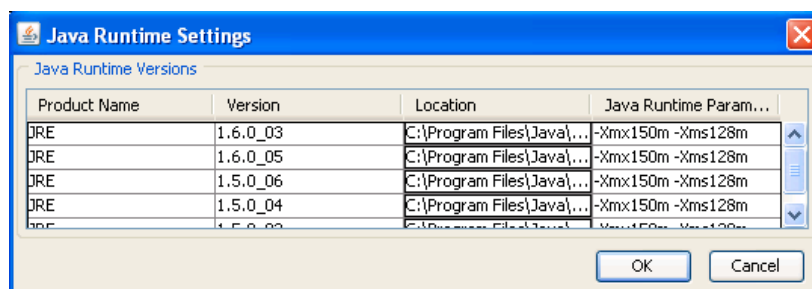 Java Runtime Settings
Java Runtime Versions
Product Name Version Location Java Runtime Param...
JRE 1.6.0_03 C:\Program Files\Java\... -Xmx150m -Xms128m
JRE 1.6.0_05 C:\Program Files\Java\... -Xmx150m -Xms128m
JRE 1.5.0_06 C:\Program Files\Java\... -Xmx150m -Xms128m
JRE 1.5.0_04 C:\Program Files\Java\... -Xmx150m -Xms128m
OK Cancel